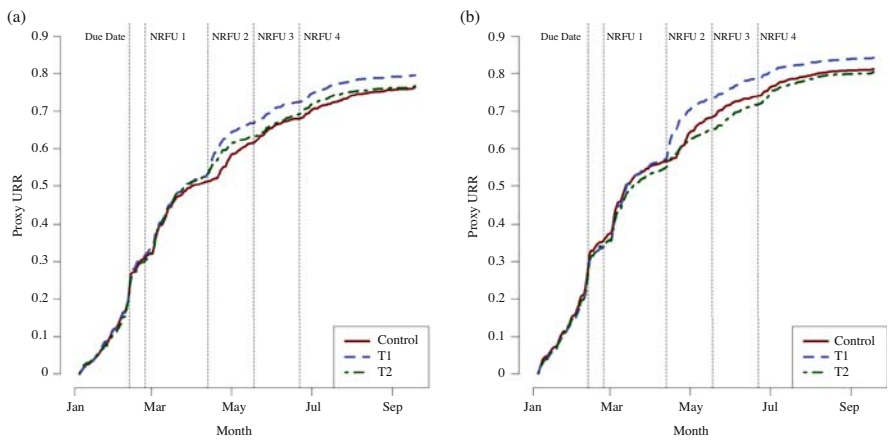 (a)
0.9
Due Date
NRFU 1
NRFU 2
NRFU 3
NRFU 4
0.8
0.7
0.6
0.5
0.4
0.3
0.2
0.1
0
Proxy URR
Control
T1
T2
Jan
Mar
May
Jul
Sep
Month
(b)
0.9
Due Date
NRFU 1
NRFU 2
NRFU 3
NRFU 4
0.8
0.7
0.6
0.5
0.4
0.3
0.2
0.1
0
Proxy URR
Control
T1
T2
Jan
Mar
May
Jul
Sep
Month